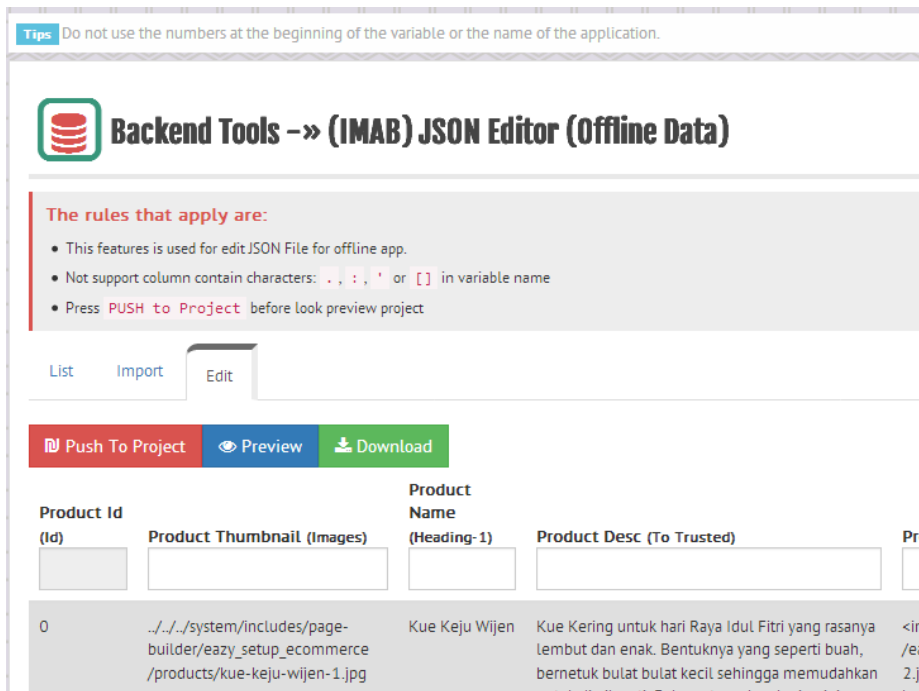 Tips Do not use the numbers at the beginning of the variable or the name of the application.
Backend Tools -» (IMAB) JSON Editor (Offline Data)
The rules that apply are:
This features is used for edit JSON File for offline app.
Not support column contain characters: . , : , ' or [] in variable name
Press PUSH to Project before look preview project
List Import Edit
Push To Project Preview Download
Product Id (Id)
Product Thumbnail (Images)
Product Name (Heading-1)
Product Desc (To Trusted)
Pr
0
../../../system/includes/page-
builder/eazy_setup_ecommerce
/products/kue-keju-wijen-1.jpg
Kue Keju Wijen
Kue Kering untuk hari Raya Idul Fitri yang rasanya
lembut dan enak. Bentuknya yang seperti buah,
bernetuk bulat bulat kecil sehingga memudahkan